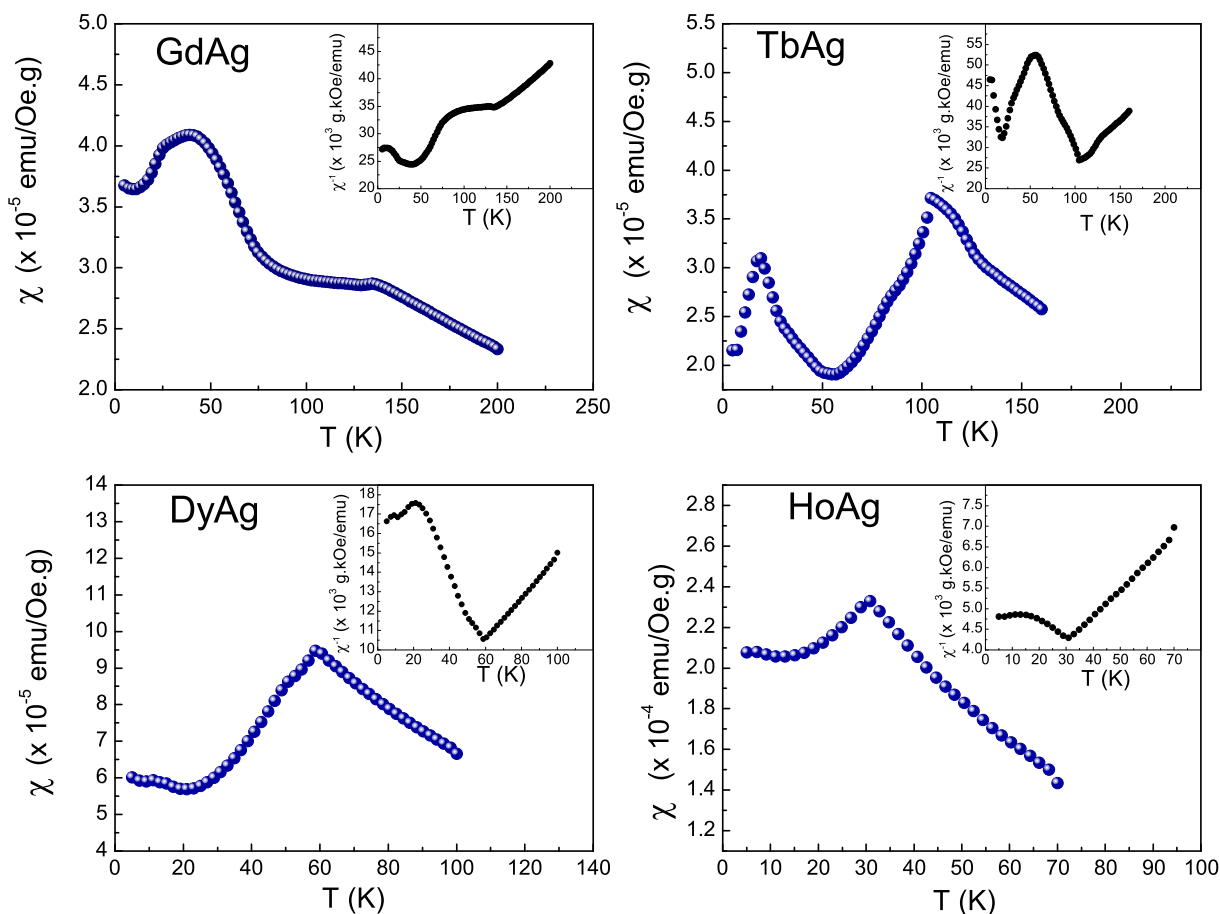 GdAg
χ (x 10⁻⁵ emu/Oe.g)
5.0
4.5
4.0
3.5
3.0
2.5
2.0
0 50 100 150 200 250
T (K)
χ⁻¹ (x 10³ g.kOe/emu)
45
40
35
30
25
20
0 50 100 150 200
T (K)
TbAg
χ (x 10⁻⁵ emu/Oe.g)
5.5
5.0
4.5
4.0
3.5
3.0
2.5
2.0
0 50 100 150 200
T (K)
χ⁻¹ (x 10³ g.kOe/emu)
55
50
45
40
35
30
25
20
0 50 100 150 200
T (K)
DyAg
χ (x 10⁻⁵ emu/Oe.g)
14
13
12
11
10
9
8
7
6
5
4
0 20 40 60 80 100 120 140
T (K)
χ⁻¹ (x 10³ g.kOe/emu)
18
17
16
15
14
13
12
11
10
0 20 40 60 80 100
T (K)
HoAg
χ (x 10⁻⁴ emu/Oe.g)
2.8
2.6
2.4
2.2
2.0
1.8
1.6
1.4
1.2
0 10 20 30 40 50 60 70 80 90 100
T (K)
χ⁻¹ (x 10³ g.kOe/emu)
7.5
7.0
6.5
6.0
5.5
5.0
4.5
4.0
0 10 20 30 40 50 60 70
T (K)